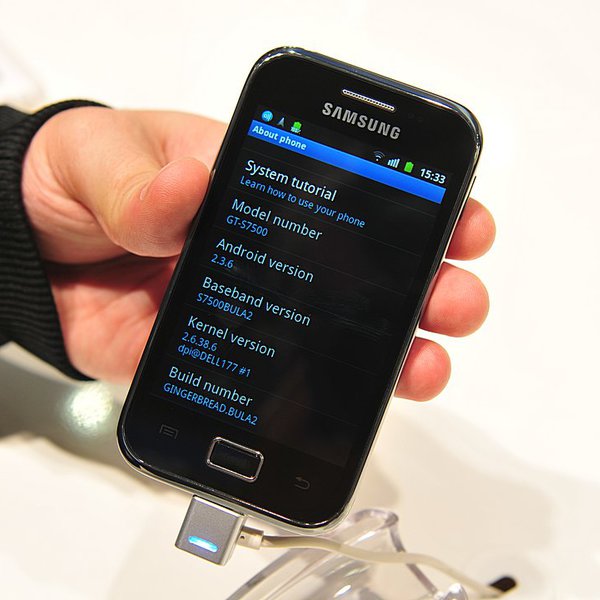 SAMSUNG
15:33
About phone
System tutorial
Learn how to use your phone
Model number
GT-S7500
Android version
2.3.6
Baseband version
S7500BULA2
Kernel version
2.6.38.6
dpi@DELL177 #1
Build number
GINGERBREAD.BULA2